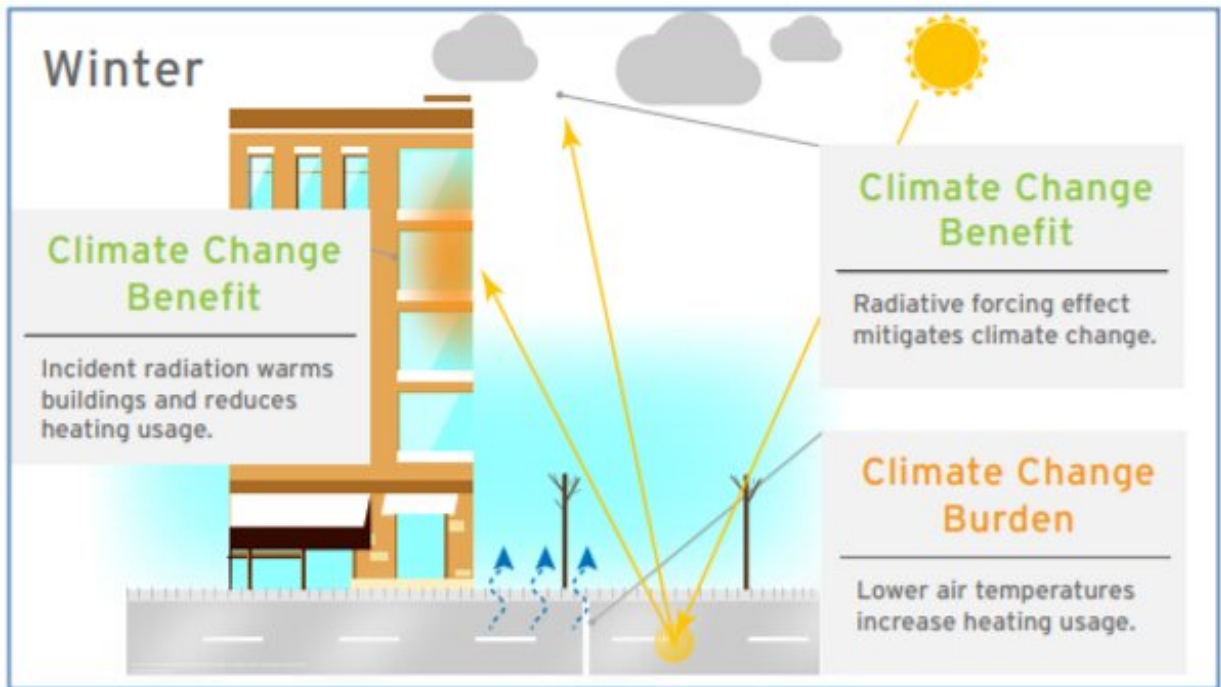 Winter
Climate Change
Benefit
Incident radiation warms
buildings and reduces
heating usage.
Climate Change
Benefit
Radiative forcing effect
mitigates climate change.
Climate Change
Burden
Lower air temperatures
increase heating usage.